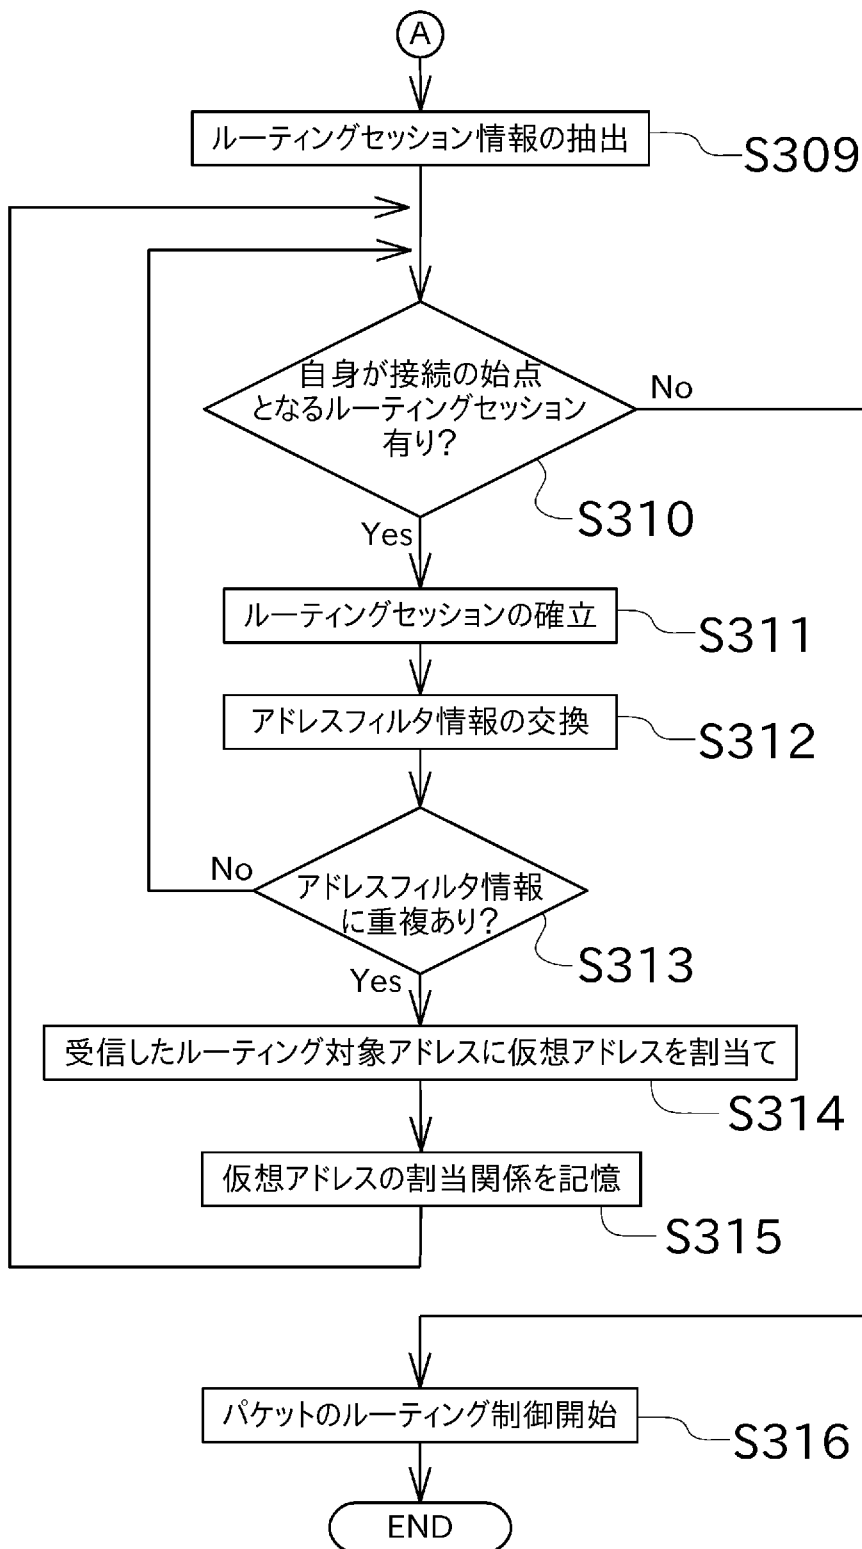 A
ルーティングセッション情報の抽出
S309
自身が接続の始点
となるルーティングセッション
有り?
No
S310
Yes
ルーティングセッションの確立
S311
アドレスフィルタ情報の交換
S312
No
アドレスフィルタ情報
に重複あり?
S313
Yes
受信したルーティング対象アドレスに仮想アドレスを割当て
S314
仮想アドレスの割当関係を記憶
S315
パケットのルーティング制御開始
S316
END